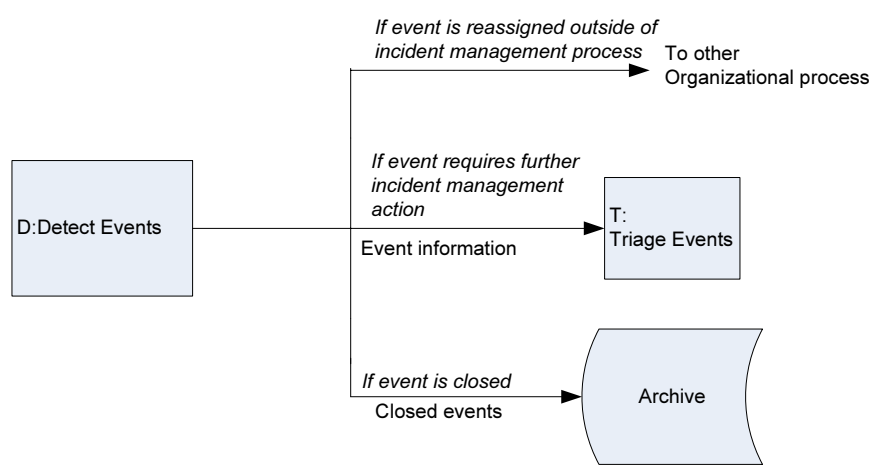 If event is reassigned outside of
incident management process
To other
Organizational process
If event requires further
incident management
action
D:Detect Events
T:
Triage Events
Event information
If event is closed
Closed events
Archive